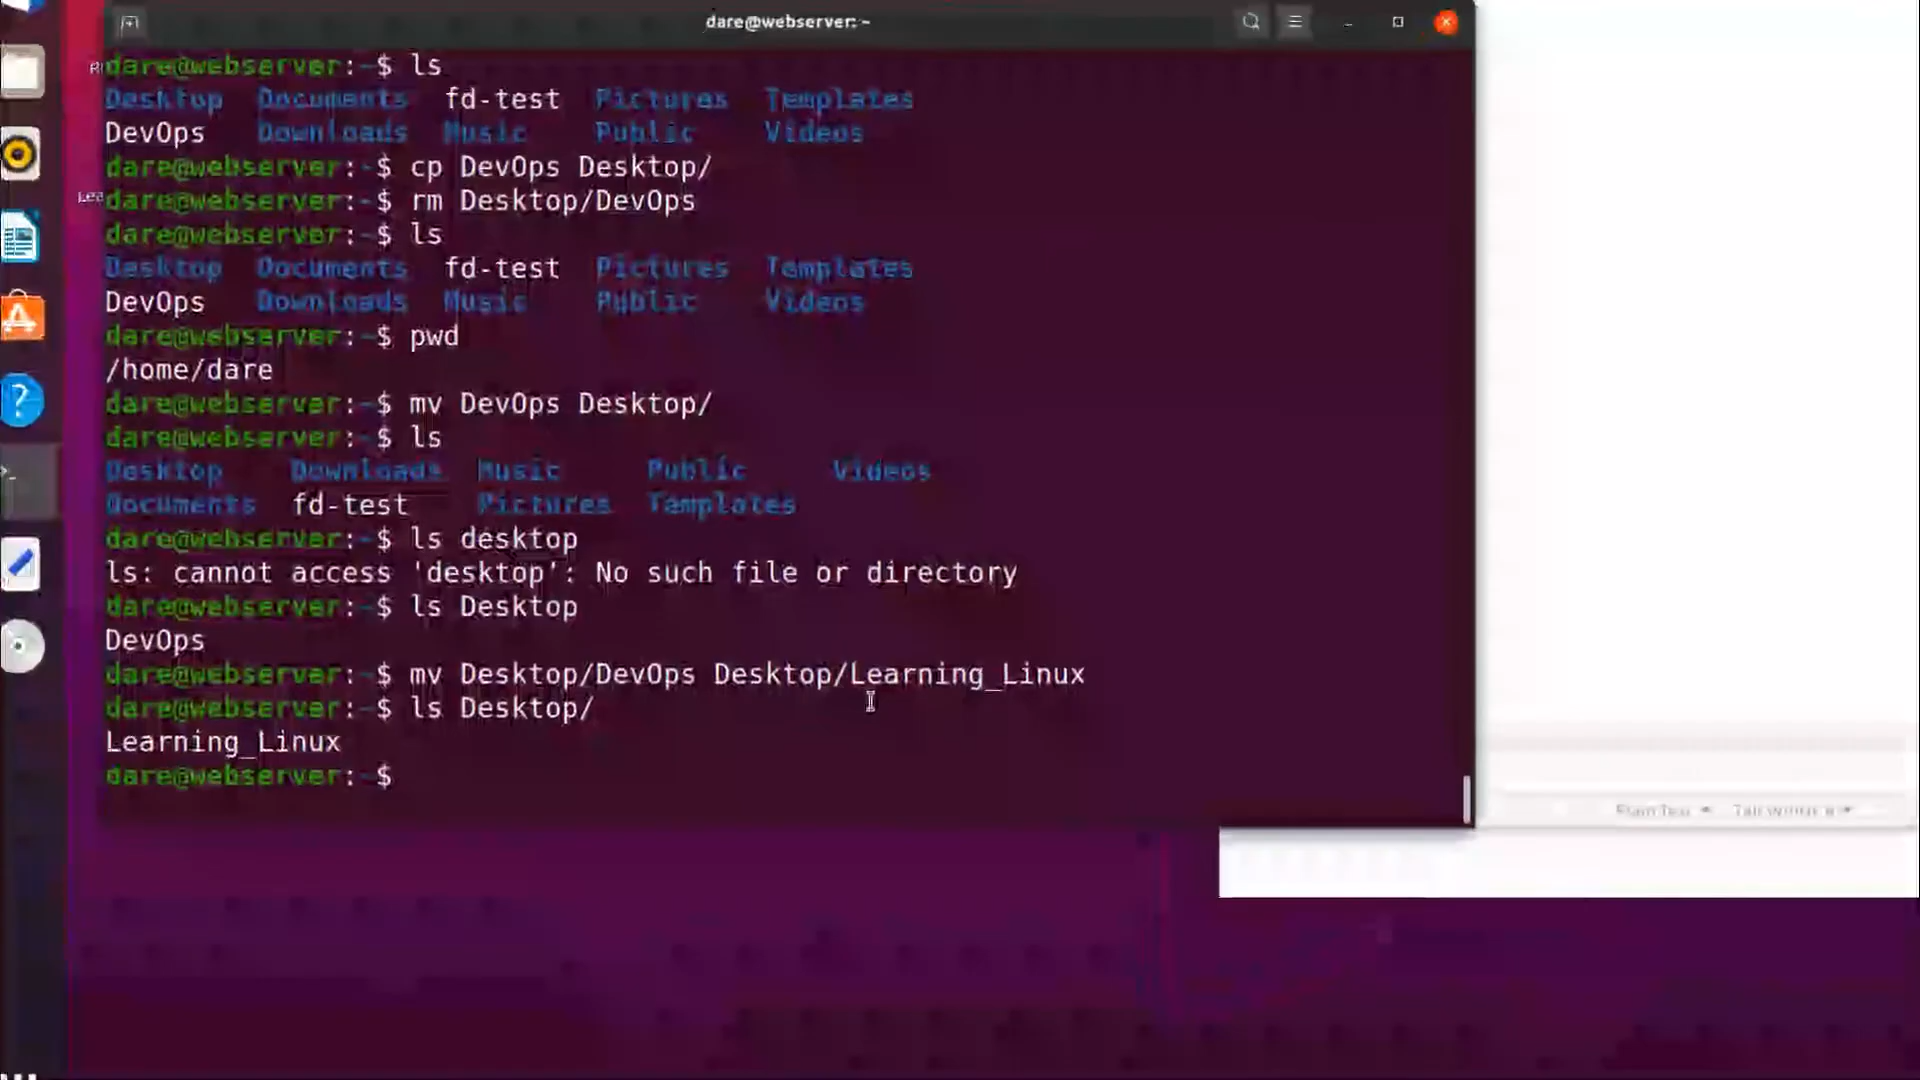 dare@webserver: ~
dare@webserver:~$ ls
Desktop Documents fd-test Pictures Templates
DevOps Downloads Music Public Videos
dare@webserver:~$ cp DevOps Desktop/
Lea
dare@webserver:~$ rm Desktop/DevOps
dare@webserver:~$ ls
Desktop Documents fd-test Pictures Templates
DevOps Downloads Music Public Videos
dare@webserver:~$ pwd
/home/dare
dare@webserver:~$ mv DevOps Desktop/
dare@webserver:~$ ls
Desktop Downloads Music Public Videos
Documents fd-test Pictures Templates
dare@webserver:~$ ls desktop
ls: cannot access 'desktop': No such file or directory
dare@webserver:~$ ls Desktop
DevOps
dare@webserver:~$ mv Desktop/DevOps Desktop/Learning_Linux
dare@webserver:~$ ls Desktop/
Learning_Linux
dare@webserver:~$
Plain Text